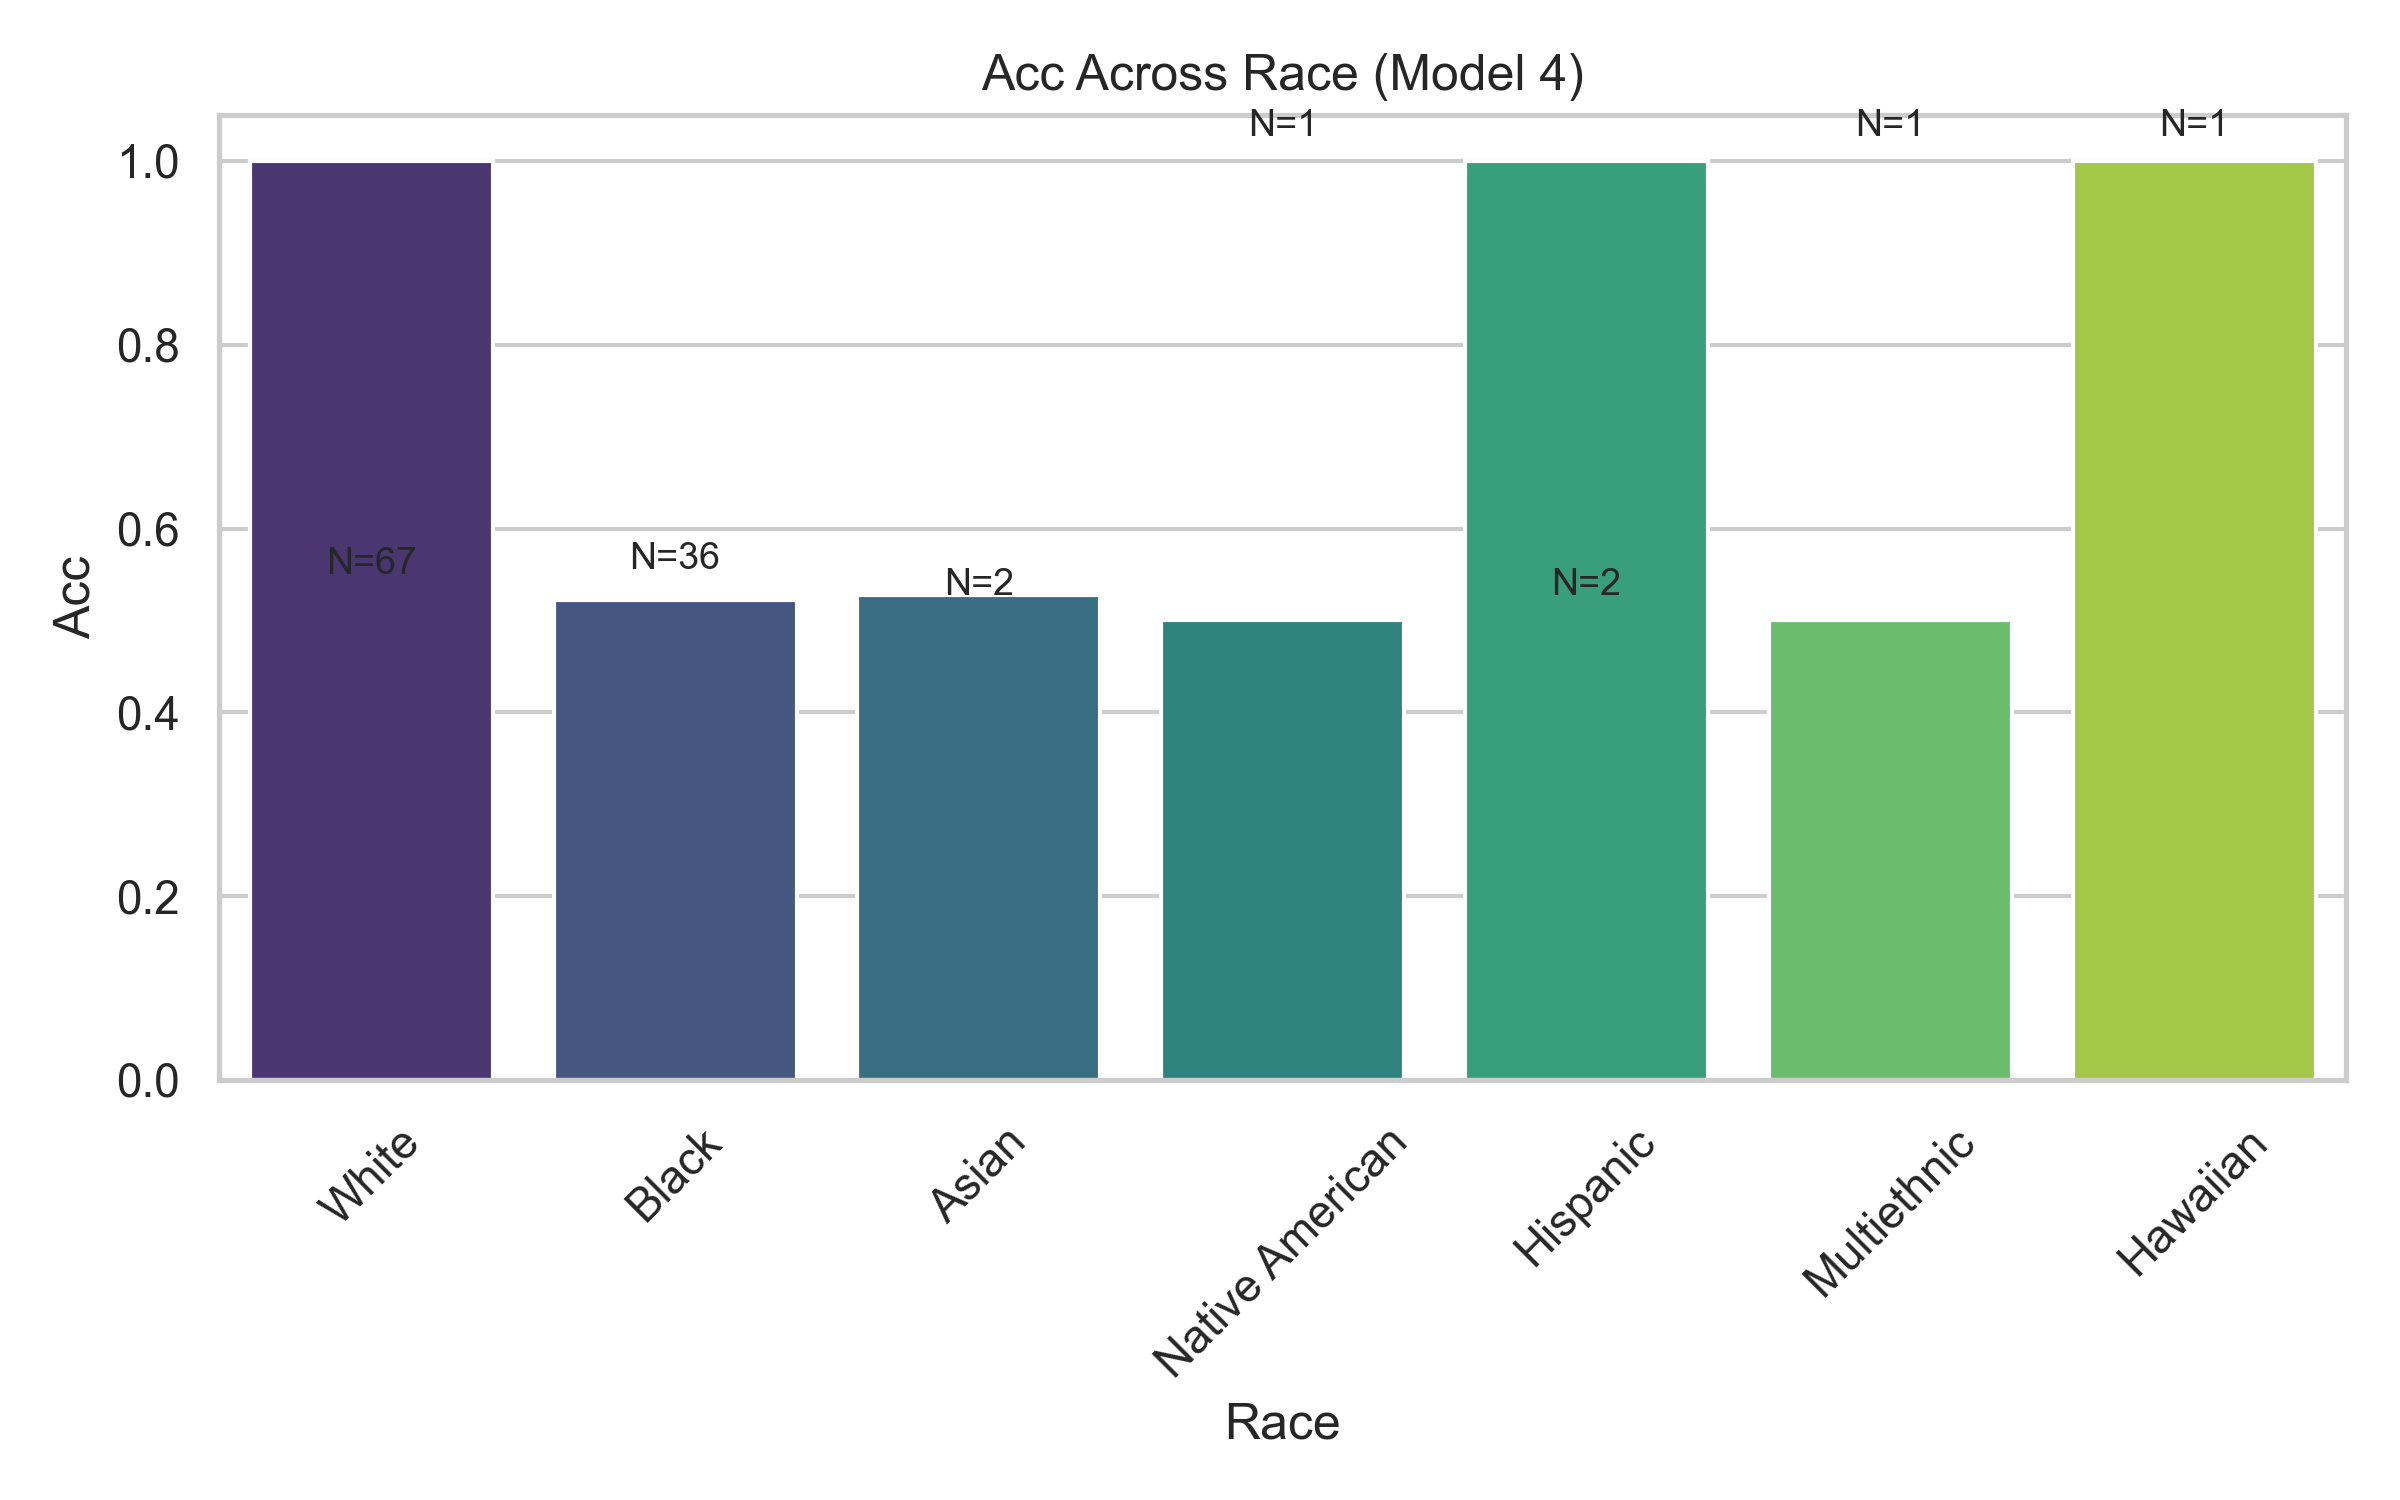 Acc Across Race (Model 4)
N=1
N=1
N=1
1.0
0.8
0.6
0.4
0.2
0.0
Acc
N=67
N=36
N=2
N=2
White
Black
Asian
Native American
Hispanic
Multiethnic
Hawaiian
Race